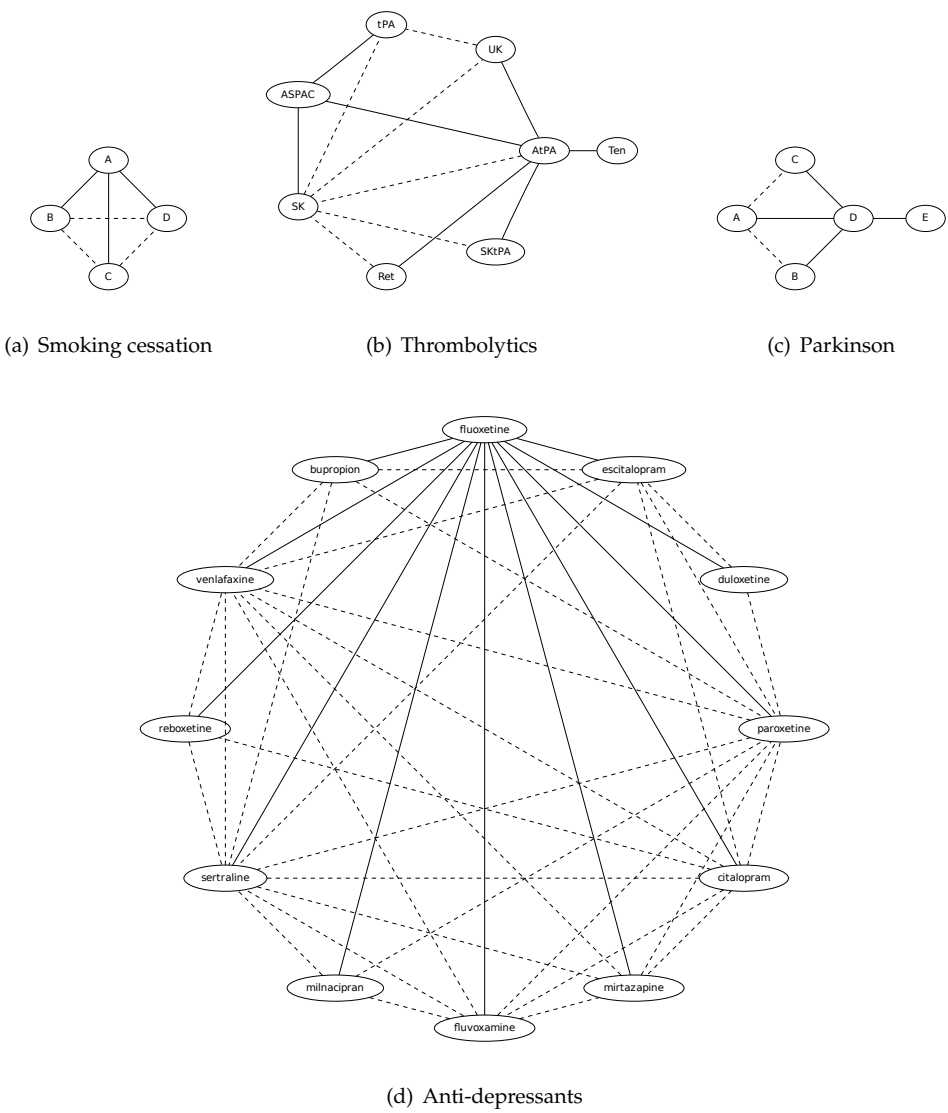 tPA
UK
ASPAC
AtPA
Ten
SK
SKtPA
Ret
A
B
D
C
C
A
D
E
B
(a) Smoking cessation
(b) Thrombolytics
(c) Parkinson
fluoxetine
bupropion
escitalopram
venlafaxine
duloxetine
reboxetine
paroxetine
sertraline
citalopram
milnacipran
mirtazapine
fluvoxamine
(d) Anti-depressants